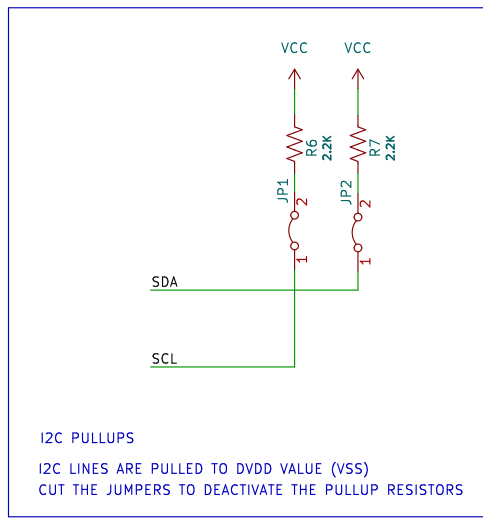 VCC VCC
R6 2.2K R7 2.2K
JP1 2 JP2 2
1 1
SDA
SCL
I2C PULLUPS
I2C LINES ARE PULLED TO DVDD VALUE (VSS)
CUT THE JUMPERS TO DEACTIVATE THE PULLUP RESISTORS